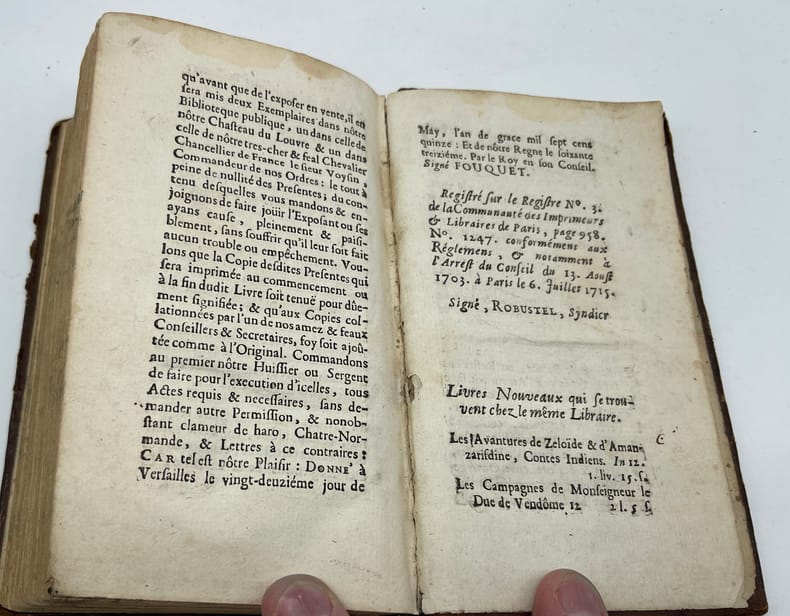 qu'avant que de l'exposer en vente, il en
sera mis deux Exemplaires dans nôtre
Biblioteque publique, un dans celle de
nôtre Chasteau du Louvre & un dans
celle de nôtre tres-cher & feal Chevalier
Chancellier de France le sieur Voysin,
Commandeur de nos Ordres : le tout à
peine de nullité des Presentes ; du con-
tenu desquelles vous mandons & en-
joignons de faire joüir l'Exposant ou ses
ayans cause, pleinement & paisi-
blement, sans souffrir qu'il leur soit fait
aucun trouble ou empêchement. Vou-
lons que la Copie desdites Presentes qui
sera imprimée au commencement ou
à la fin dudit Livre soit tenuë pour dûe-
ment signifiée ; & qu'aux Copies col-
lationnées par l'un de nos amez & feaux
Conseillers & Secretaires, foy soit ajoû-
tée comme à l'Original. Commandons
au premier nôtre Huissier ou Sergent
de faire pour l'execution d'icelles, tous
Actes requis & necessaires, sans de-
mander autre Permission, & nonob-
stant clameur de haro, Chatre-Nor-
mande, & Lettres à ce contraires :
CAR tel est nôtre Plaisir : DONNE' à
Versailles le vingt-deuziéme jour de
May, l'an de grace mil sept cens
quinze : Et de nôtre Regne le soixante
treiziéme. Par le Roy en son Conseil.
Signé FOUQUET.
Registré sur le Registre N°. 3.
de la Communauté des Imprimeurs
& Libraires de Paris, page 958.
N°. 1247. conformément aux
Réglemens, & notamment à
l'Arrest du Conseil du 13. Aoust
1703. à Paris le 6. Juillet 1715.
Signé, ROBUSTEL, Syndic
Livres Nouveaux qui se trou-
vent chez le même Libraire.
Les Avantures de Zeloïde & d'Aman-
zarifdine, Contes Indiens. In 12.
1. liv. 15. s.
Les Campagnes de Monseigneur le
Duc de Vendôme 12 2 l. 5 s.